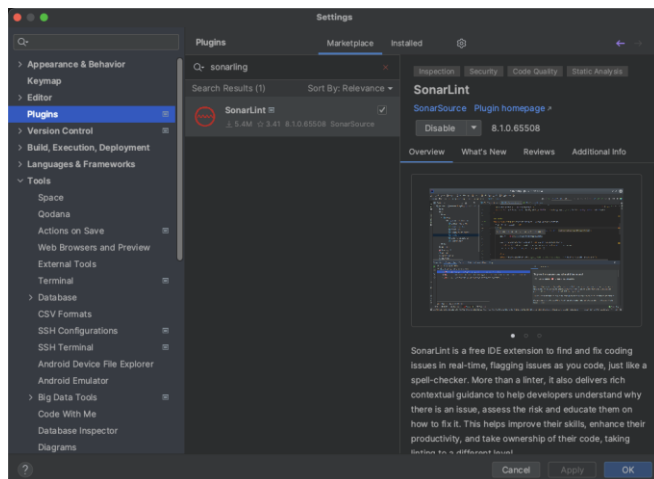 Settings
Appearance & Behavior
Keymap
Editor
Plugins
Version Control
Build, Execution, Deployment
Languages & Frameworks
Tools
Space
Qodana
Actions on Save
Web Browsers and Preview
External Tools
Terminal
Database
CSV Formats
SSH Configurations
SSH Terminal
Android Device File Explorer
Android Emulator
Big Data Tools
Code With Me
Database Inspector
Diagrams
?
Plugins
Marketplace
Installed
sonarling
Search Results (1)
Sort By: Relevance
SonarLint
5.4M 3.41 8.1.0.65508 SonarSource
Inspection
Security
Code Quality
Static Analysis
SonarLint
SonarSource Plugin homepage
Disable
8.1.0.65508
Overview
What's New
Reviews
Additional Info
SonarLint is a free IDE extension to find and fix coding
issues in real-time, flagging issues as you code, just like a
spell-checker. More than a linter, it also delivers rich
contextual guidance to help developers understand why
there is an issue, assess the risk and educate them on
how to fix it. This helps improve their skills, enhance their
productivity, and take ownership of their code, taking
linting to a different level
Cancel
Apply
OK